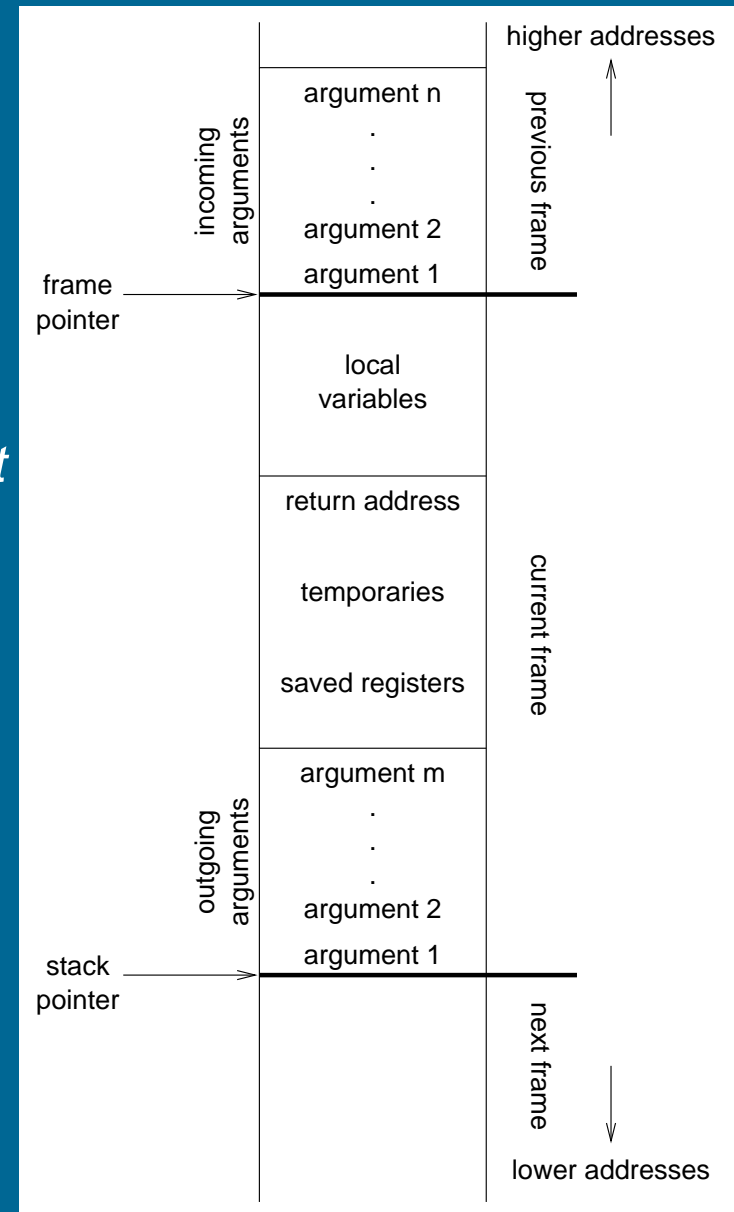 higher addresses
argument n
.
.
.
argument 2
argument 1
incoming
arguments
previous frame
frame
pointer
local
variables
return address
temporaries
saved registers
current frame
argument m
.
.
.
argument 2
argument 1
outgoing
arguments
stack
pointer
next frame
lower addresses
t